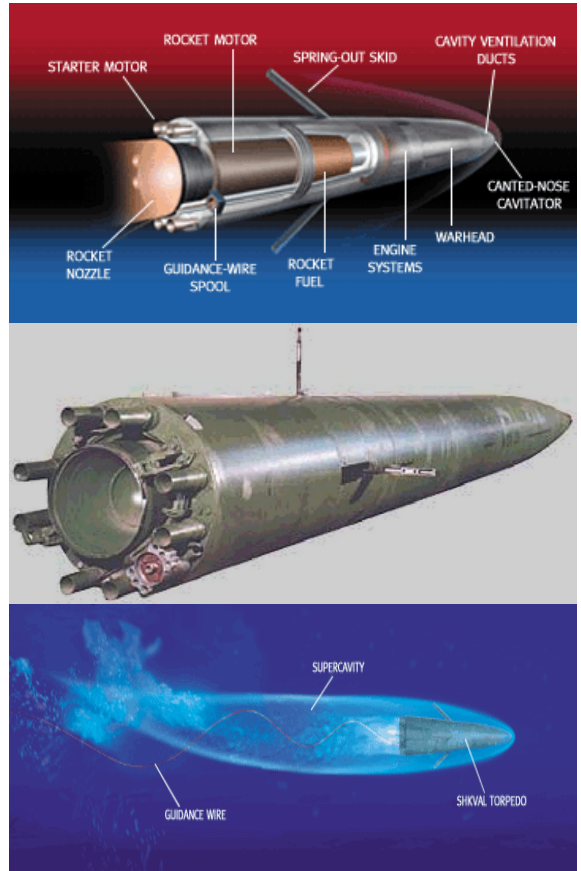 ROCKET MOTOR
STARTER MOTOR
SPRING-OUT SKID
CAVITY VENTILATION
DUCTS
CANTED-NOSE
CAVITATOR
WARHEAD
ENGINE
SYSTEMS
ROCKET
FUEL
GUIDANCE-WIRE
SPOOL
ROCKET
NOZZLE
SUPERCAVITY
GUIDANCE WIRE
SHKVAL TORPEDO